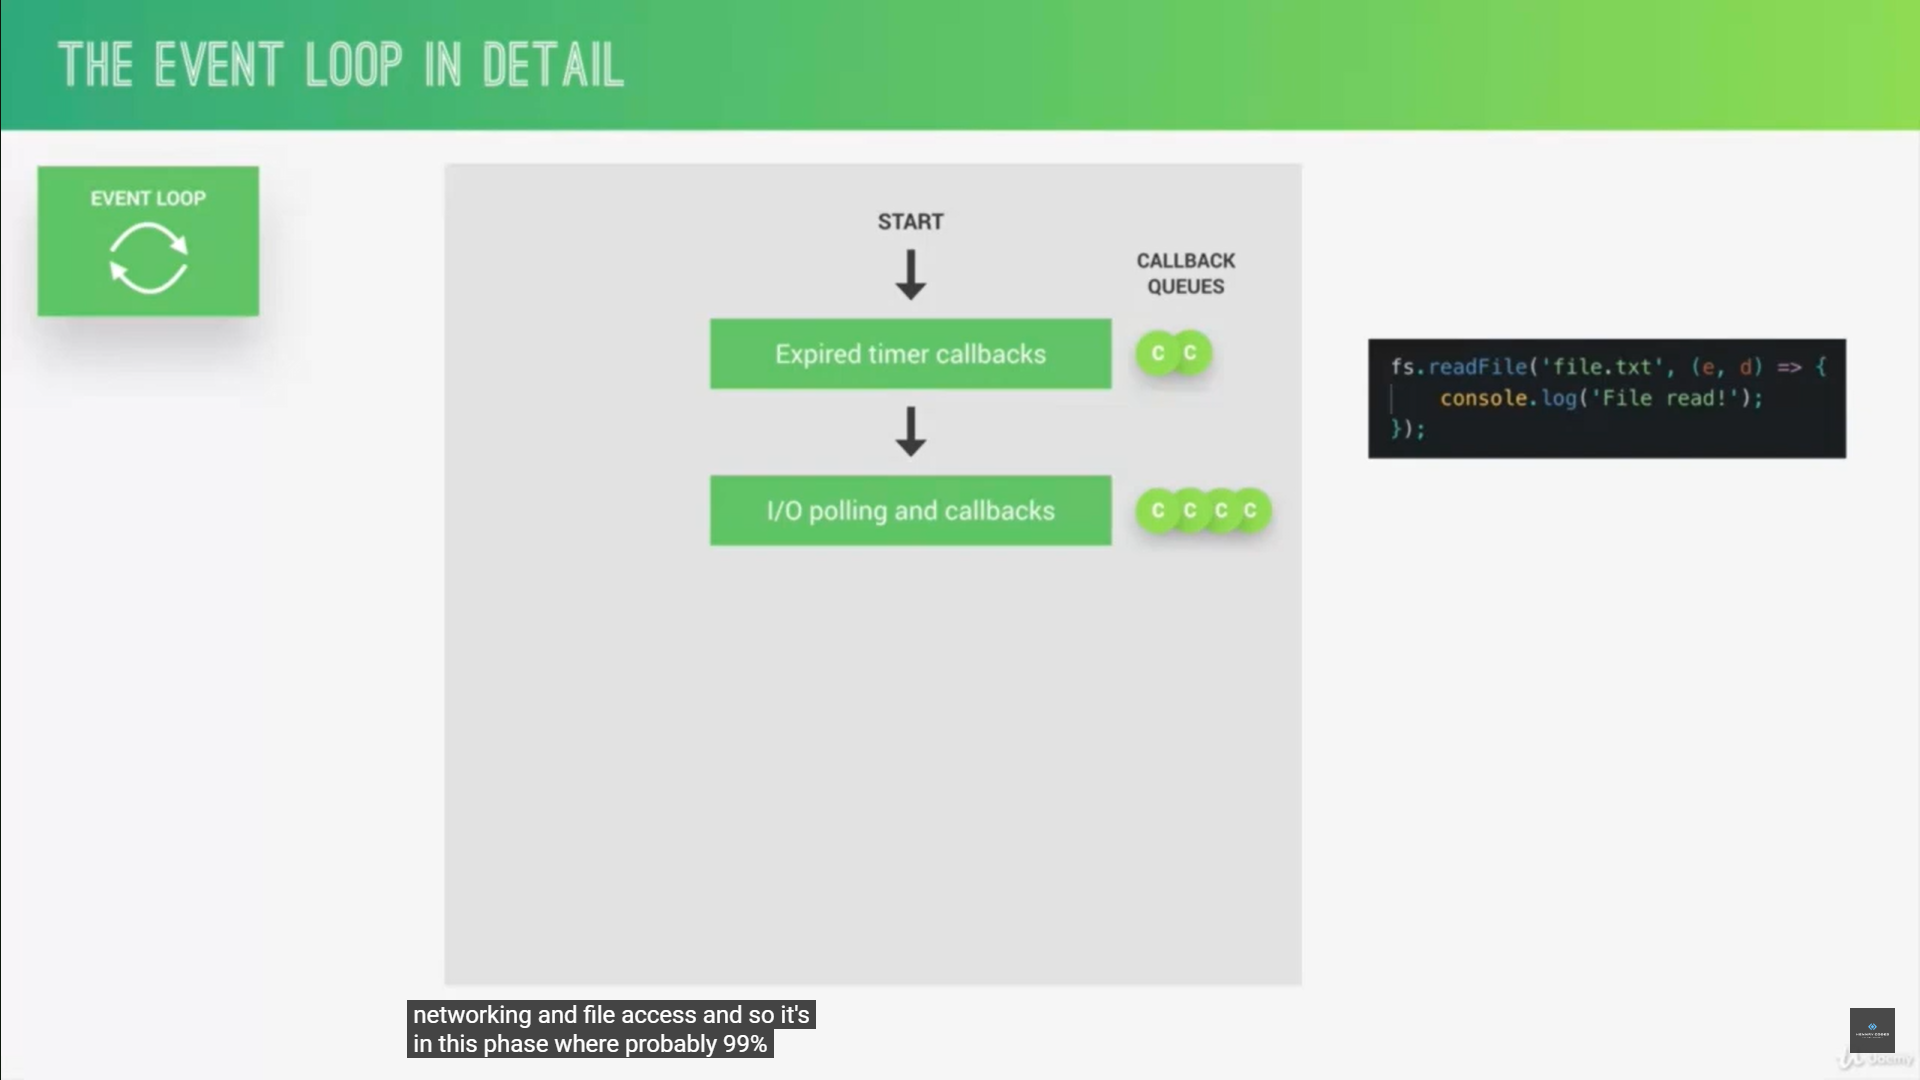 THE EVENT LOOP IN DETAIL
EVENT LOOP
START
CALLBACK
QUEUES
Expired timer callbacks
C C
I/O polling and callbacks
C C C C
fs.readFile('file.txt', (e, d) => {
console.log('File read!');
});
networking and file access and so it's
in this phase where probably 99%
Udemy